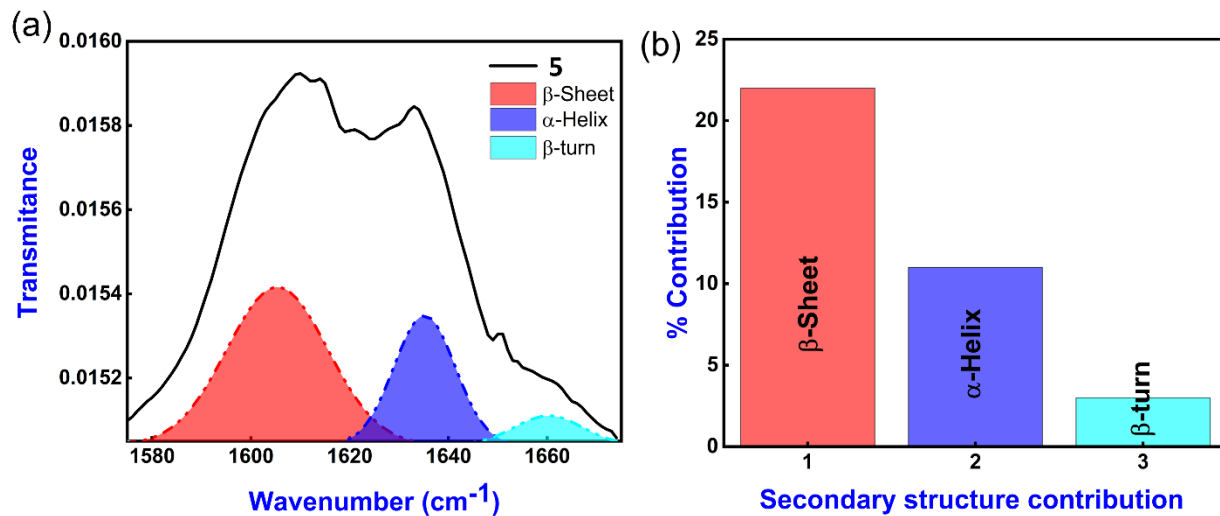 (a)
0.0160
0.0158
0.0156
0.0154
0.0152
Transmitance
5
β-Sheet
α-Helix
β-turn
1580 1600 1620 1640 1660
Wavenumber (cm-1)
(b)
25
20
15
10
5
0
% Contribution
β-Sheet
α-Helix
β-turn
1 2 3
Secondary structure contribution